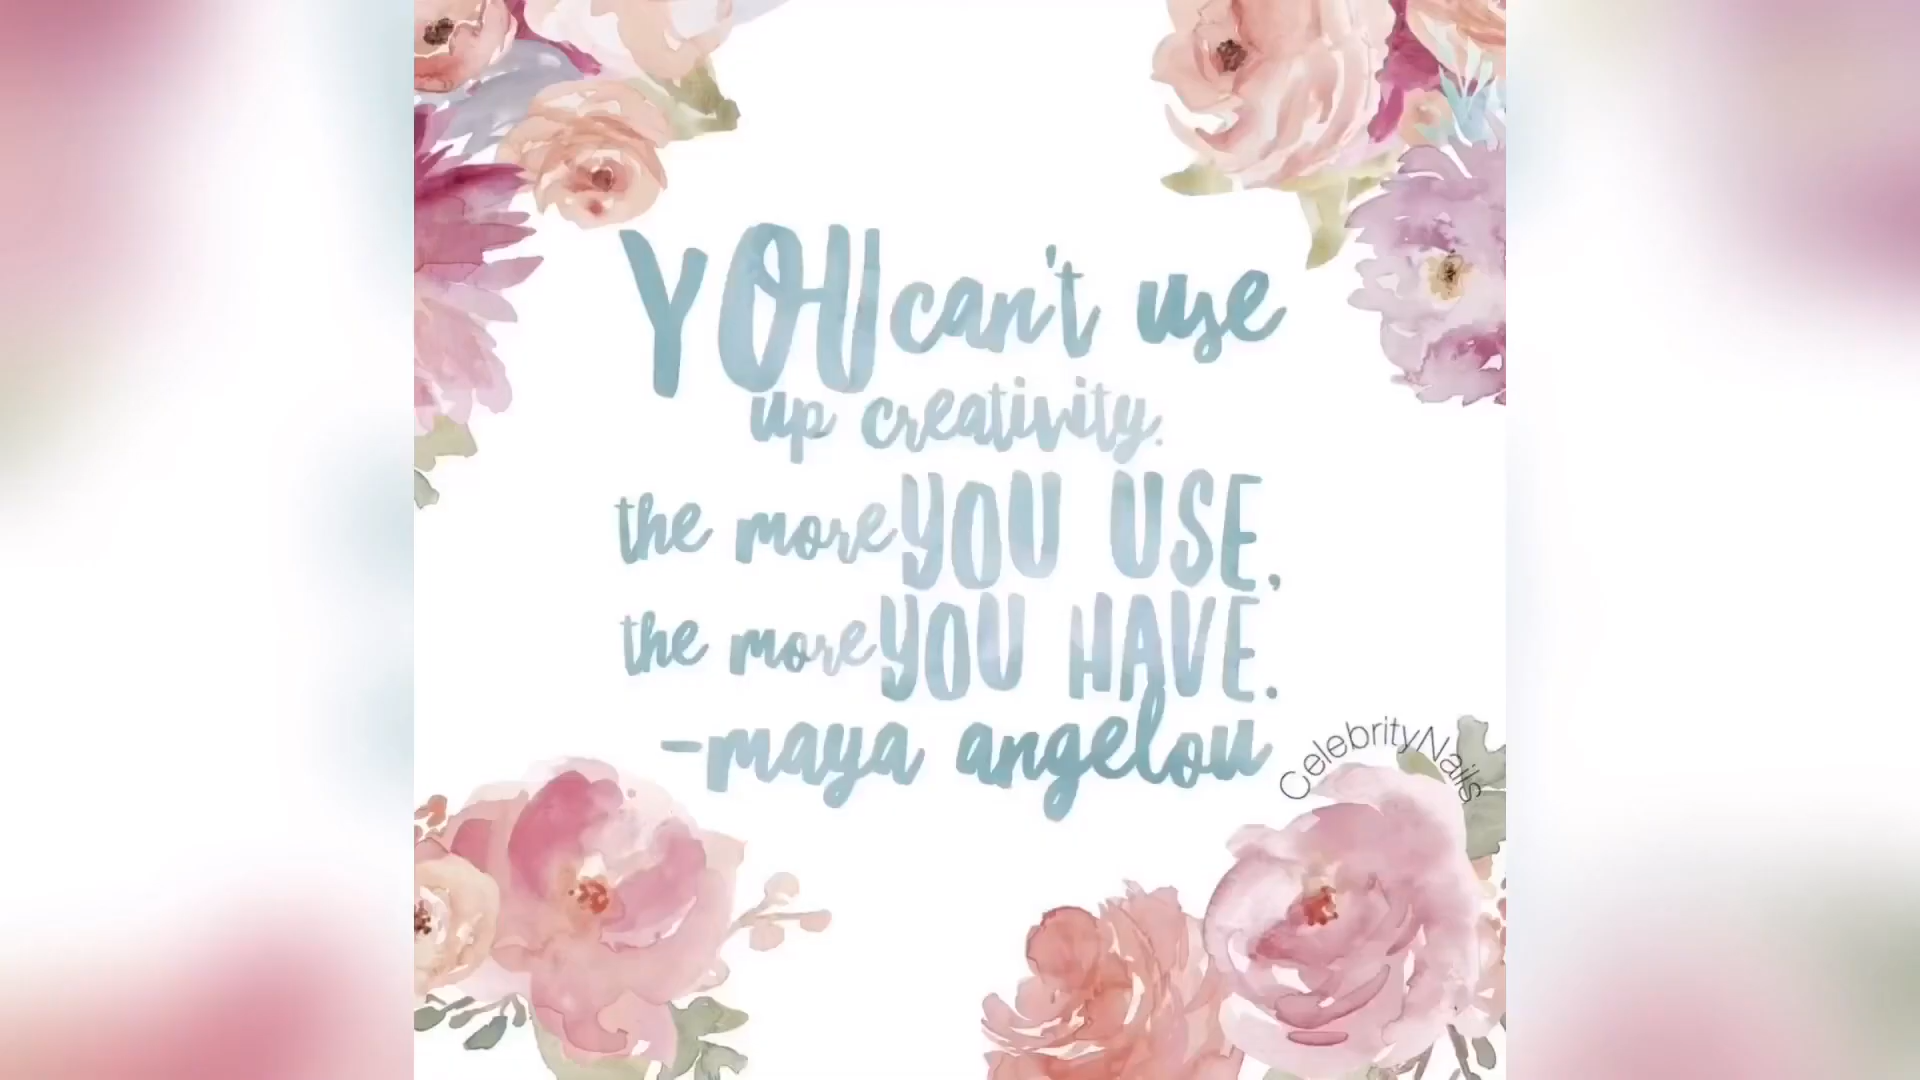 YOU can't use
up creativity.
the more YOU USE,
the more YOU HAVE.
-maya angelou
CelebrityNails